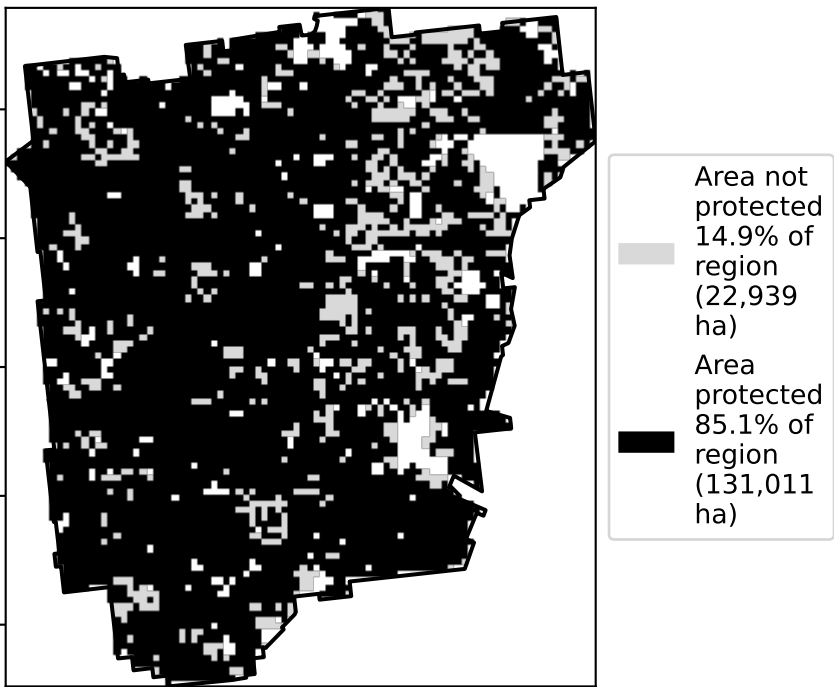 Area not
protected
14.9% of
region
(22,939
ha)
Area
protected
85.1% of
region
(131,011
ha)